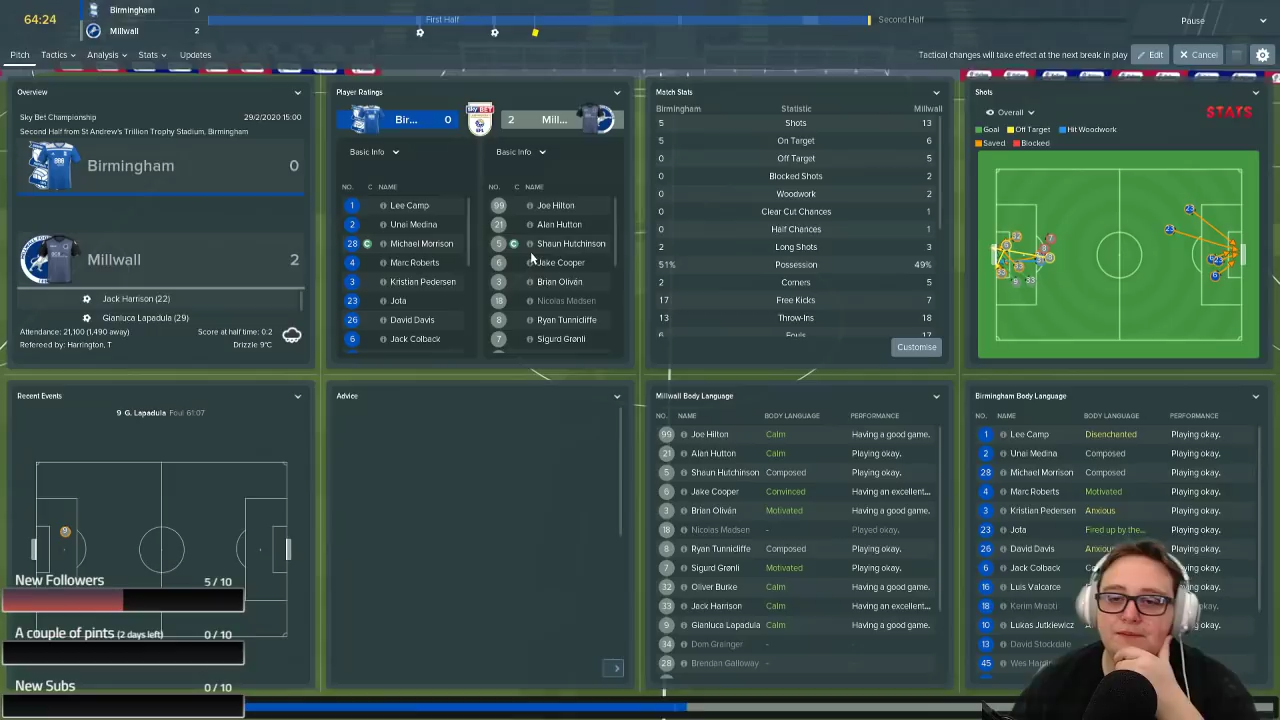 64:24
Birmingham 0
Millwall 2
First Half
Second Half
Pause
Pitch Tactics Analysis Stats Updates
Tactical changes will take effect at the next break in play Edit Cancel
Overview
Sky Bet Championship 29/2/2020 15:00
Second Half from St Andrew's Trillion Trophy Stadium, Birmingham
Birmingham 0
Millwall 2
Jack Harrison (22)
Gianluca Lapadula (29)
Attendance: 21,100 (1,490 away) Score at half time: 0:2
Refereed by: Harrington, T Drizzle 9°C
Player Ratings
Bir... 0
2 Mill...
Basic Info
NO. C NAME
1 Lee Camp
2 Unai Medina
28 C Michael Morrison
4 Marc Roberts
3 Kristian Pedersen
23 Jota
26 David Davis
6 Jack Colback
Basic Info
NO. C NAME
99 Joe Hilton
21 Alan Hutton
5 C Shaun Hutchinson
6 Jake Cooper
3 Brian Oliván
18 Nicolas Madsen
8 Ryan Tunnicliffe
7 Sigurd Grønli
Match Stats
Birmingham Statistic Millwall
5 Shots 13
5 On Target 6
0 Off Target 5
0 Blocked Shots 2
0 Woodwork 2
0 Clear Cut Chances 1
0 Half Chances 1
2 Long Shots 3
51% Possession 49%
2 Corners 5
17 Free Kicks 7
13 Throw-Ins 18
6 Fouls 17
Customise
Shots
Overall
STATS
Goal Off Target Hit Woodwork
Saved Blocked
Recent Events
9 G. Lapadula Foul 61:07
9
Advice
Millwall Body Language
NO. NAME BODY LANGUAGE PERFORMANCE
99 Joe Hilton Calm Having a good game.
21 Alan Hutton Calm Playing okay.
5 Shaun Hutchinson Composed Playing okay.
6 Jake Cooper Convinced Having an excellent...
3 Brian Oliván Motivated Having a good game.
18 Nicolas Madsen - Played okay.
8 Ryan Tunnicliffe Composed Playing okay.
7 Sigurd Grønli Motivated Playing okay.
32 Oliver Burke Calm Having a good game.
33 Jack Harrison Calm Having an excellent...
9 Gianluca Lapadula Calm Having a good game.
34 Dom Grainger -
28 Brendan Galloway -
Birmingham Body Language
NO. NAME BODY LANGUAGE PERFORMANCE
1 Lee Camp Disenchanted Playing okay.
2 Unai Medina Composed Playing okay.
28 Michael Morrison Composed Playing okay.
4 Marc Roberts Motivated Playing okay.
3 Kristian Pedersen Anxious Playing okay.
23 Jota Fired up by the... Playing okay.
26 David Davis Anxious Playing okay.
6 Jack Colback Playing okay.
16 Luis Valcarce
18 Kerim Mrabti okay.
10 Lukas Jutkiewicz okay.
13 David Stockdale
45 Wes
New Followers 5 / 10
A couple of pints (2 days left) 0 / 10
New Subs 0 / 10